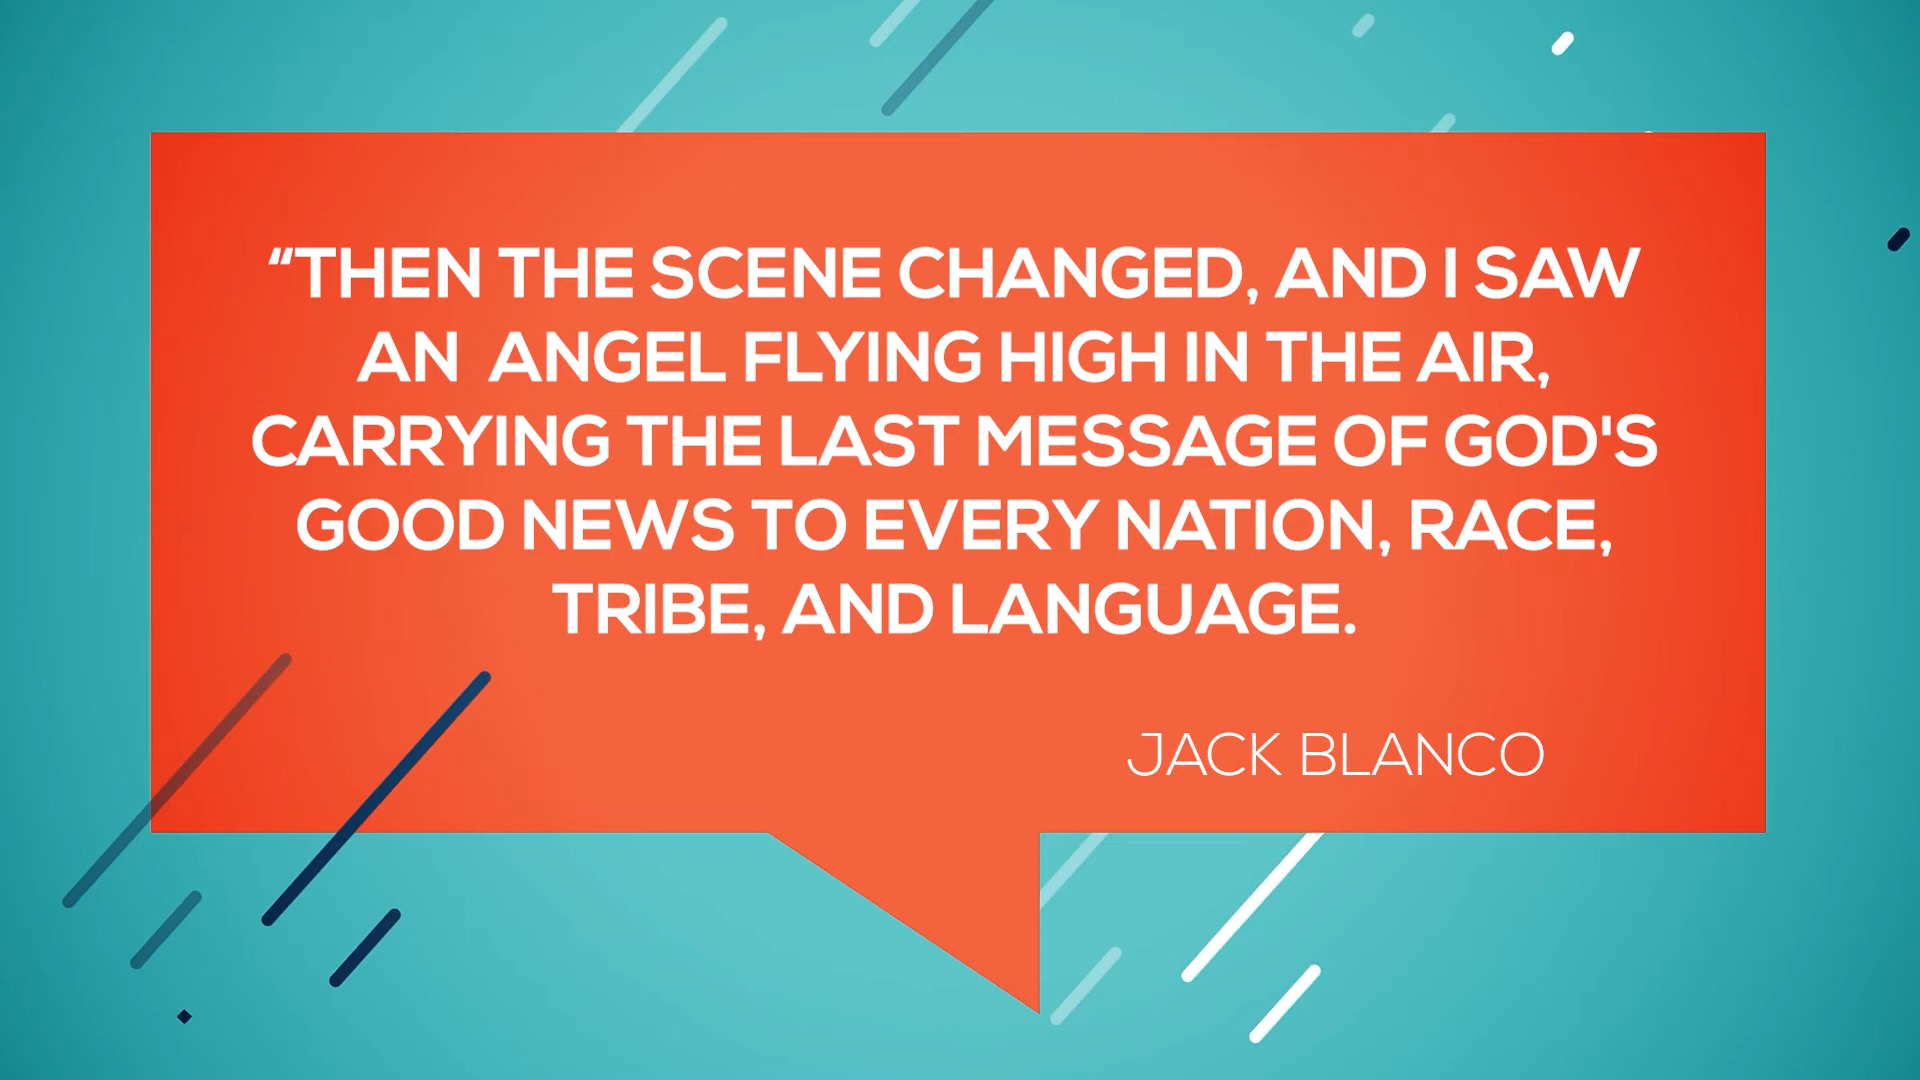 “THEN THE SCENE CHANGED, AND I SAW
AN  ANGEL FLYING HIGH IN THE AIR,
CARRYING THE LAST MESSAGE OF GOD'S
GOOD NEWS TO EVERY NATION, RACE,
TRIBE, AND LANGUAGE.
JACK BLANCO